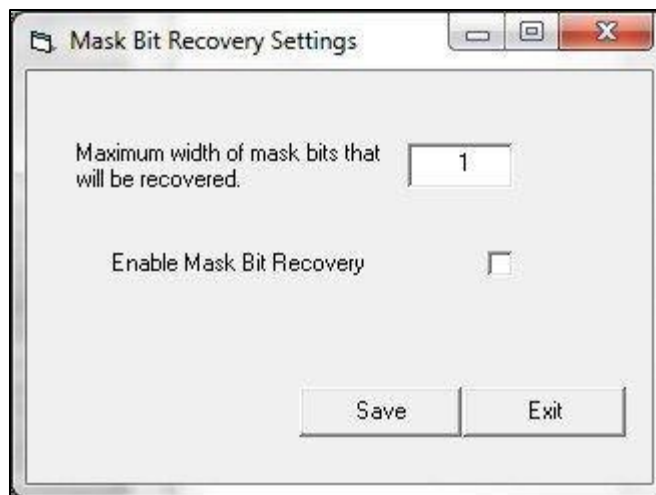 Mask Bit Recovery Settings
Maximum width of mask bits that
will be recovered.
1
Enable Mask Bit Recovery
Save
Exit